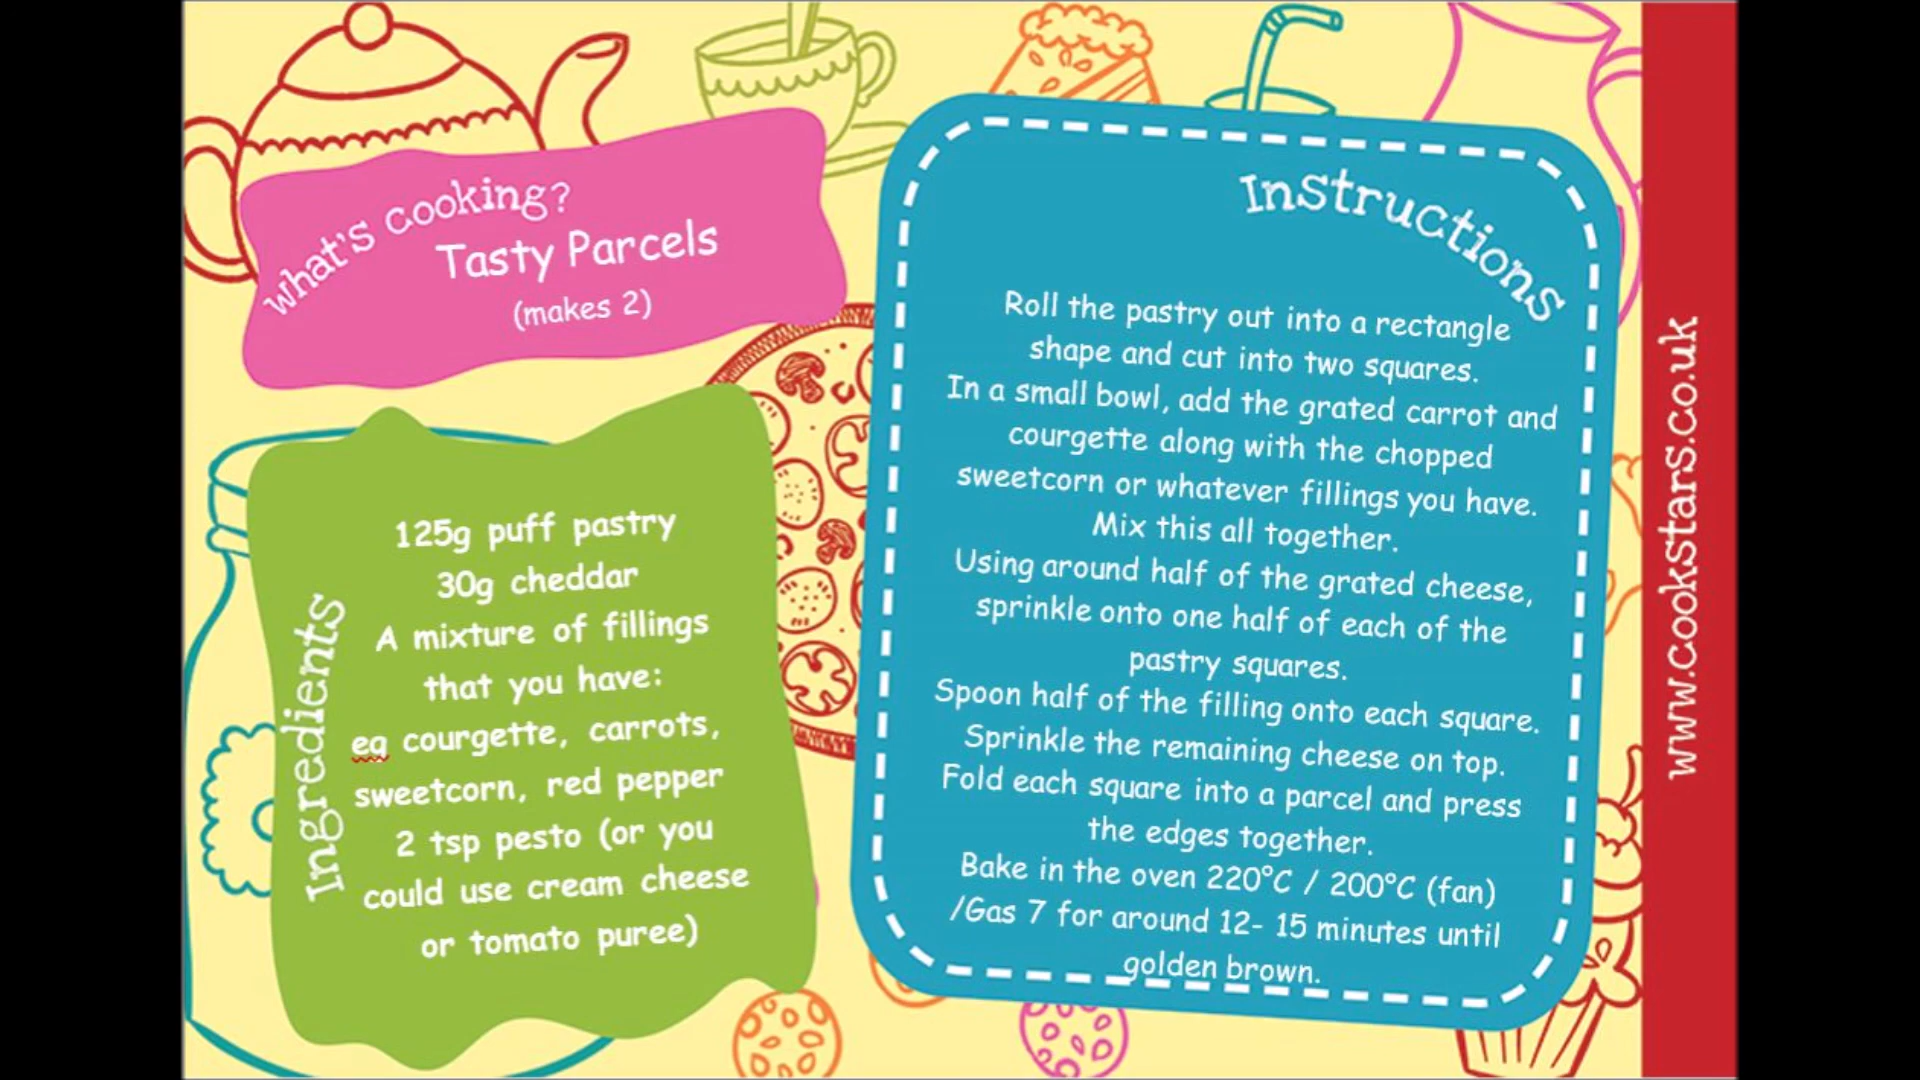 What's cooking?
Tasty Parcels
(makes 2)
Ingredients
125g puff pastry
30g cheddar
A mixture of fillings
that you have:
eg courgette, carrots,
sweetcorn, red pepper
2 tsp pesto (or you
could use cream cheese
or tomato puree)
Instructions
Roll the pastry out into a rectangle
shape and cut into two squares.
In a small bowl, add the grated carrot and
courgette along with the chopped
sweetcorn or whatever fillings you have.
Mix this all together.
Using around half of the grated cheese,
sprinkle onto one half of each of the
pastry squares.
Spoon half of the filling onto each square.
Sprinkle the remaining cheese on top.
Fold each square into a parcel and press
the edges together.
Bake in the oven 220°C / 200°C (fan)
/Gas 7 for around 12- 15 minutes until
golden brown.
www.cookstars.co.uk